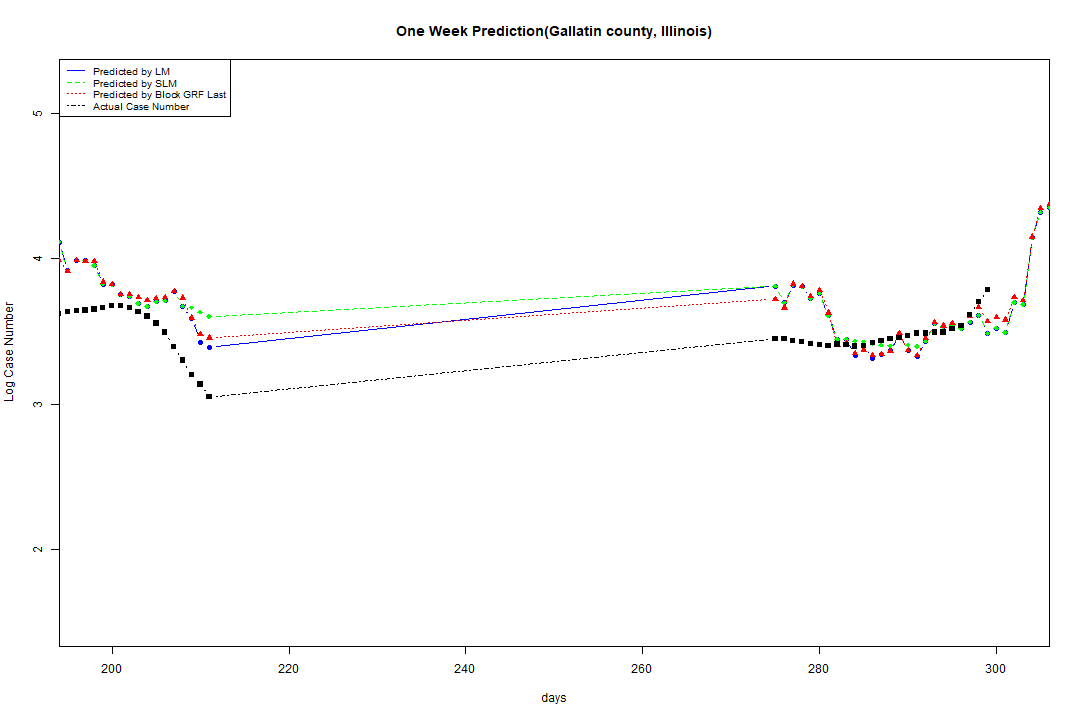 One Week Prediction(Gallatin county, Illinois)
Predicted by LM
Predicted by SLM
Predicted by Block GRF Last
Actual Case Number
5
4
3
2
Log Case Number
200 220 240 260 280 300
days